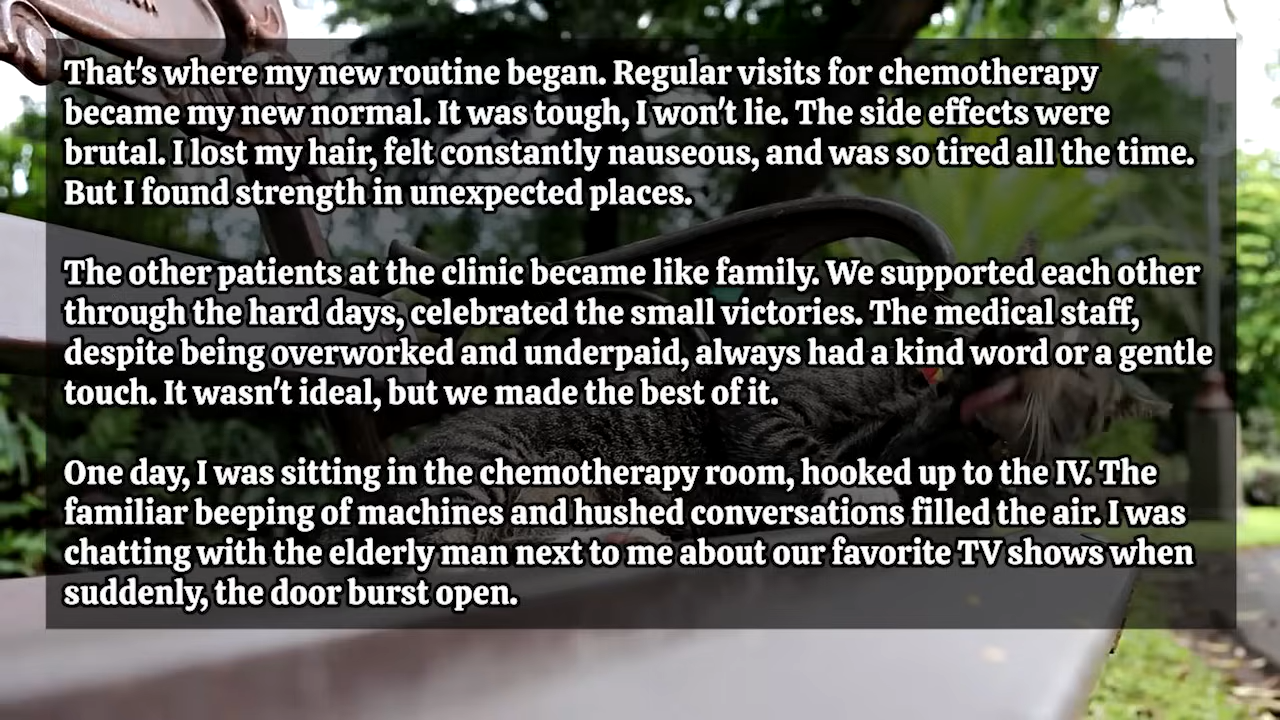 That's where my new routine began. Regular visits for chemotherapy
became my new normal. It was tough, I won't lie. The side effects were
brutal. I lost my hair, felt constantly nauseous, and was so tired all the time.
But I found strength in unexpected places.
The other patients at the clinic became like family. We supported each other
through the hard days, celebrated the small victories. The medical staff,
despite being overworked and underpaid, always had a kind word or a gentle
touch. It wasn't ideal, but we made the best of it.
One day, I was sitting in the chemotherapy room, hooked up to the IV. The
familiar beeping of machines and hushed conversations filled the air. I was
chatting with the elderly man next to me about our favorite TV shows when
suddenly, the door burst open.